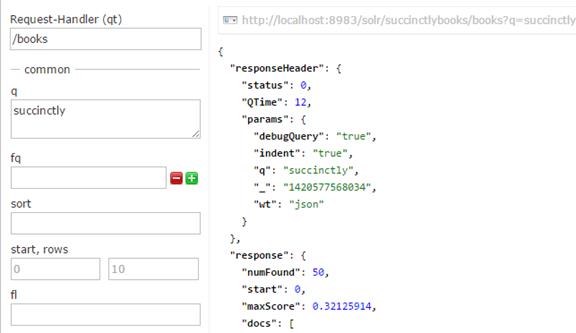 Request-Handler (qt)
/books
common
q
succinctly
fq
sort
start, rows
0 10
fl
http://localhost:8983/solr/succinctlybooks/books?q=succinctly
{
"responseHeader": {
"status": 0,
"QTime": 12,
"params": {
"debugQuery": "true",
"indent": "true",
"q": "succinctly",
"_": "1420577568034",
"wt": "json"
}
},
"response": {
"numFound": 50,
"start": 0,
"maxScore": 0.32125914,
"docs": [